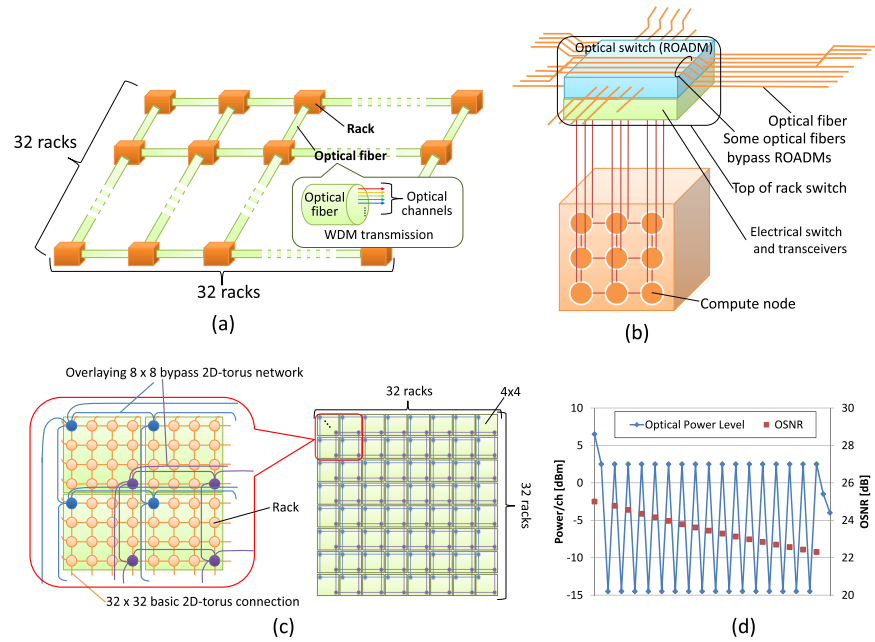 32 racks
Rack
Optical fiber
Optical
fiber
Optical
channels
WDM transmission
32 racks
(a)
Optical switch (ROADM)
Optical fiber
Some optical fibers
bypass ROADMs
Top of rack switch
Electrical switch
and transceivers
Compute node
(b)
Overlaying 8 x 8 bypass 2D-torus network
Rack
32 x 32 basic 2D-torus connection
32 racks
4x4
32 racks
(c)
Optical Power Level
OSNR
Power/ch [dBm]
10
5
0
-5
-10
-15
OSNR [dB]
30
28
26
24
22
20
(d)